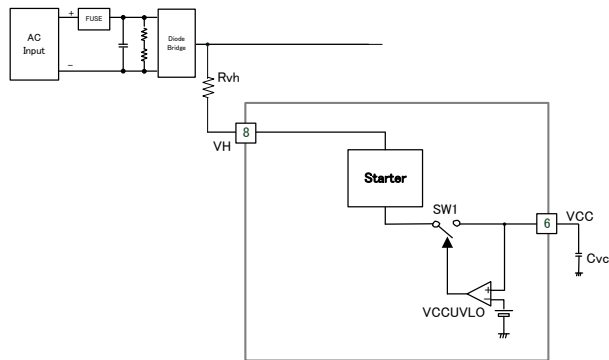 AC
Input
+
−
FUSE
Diode
Bridge
Rvh
8
VH
Starter
SW1
6
VCC
Cvc
+
−
VCCUVLO